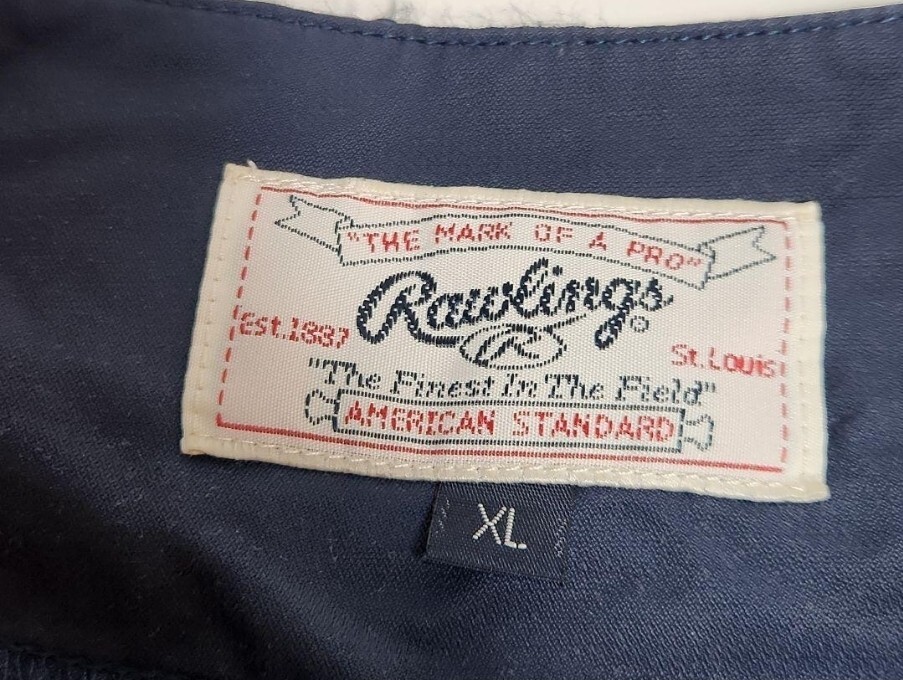 "THE MARK OF A PRO"
Rawlings®
R
Est.1887
St.Louis
"The Finest In The Field"
AMERICAN STANDARD
XL